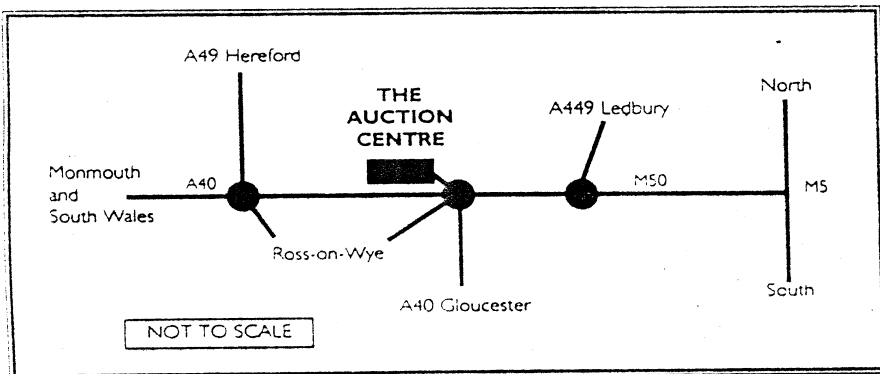 A49 Hereford
THE
AUCTION
CENTRE
A449 Ledbury
North
Monmouth
and
South Wales
A40
M50
M5
Ross-on-Wye
A40 Gloucester
South
NOT TO SCALE